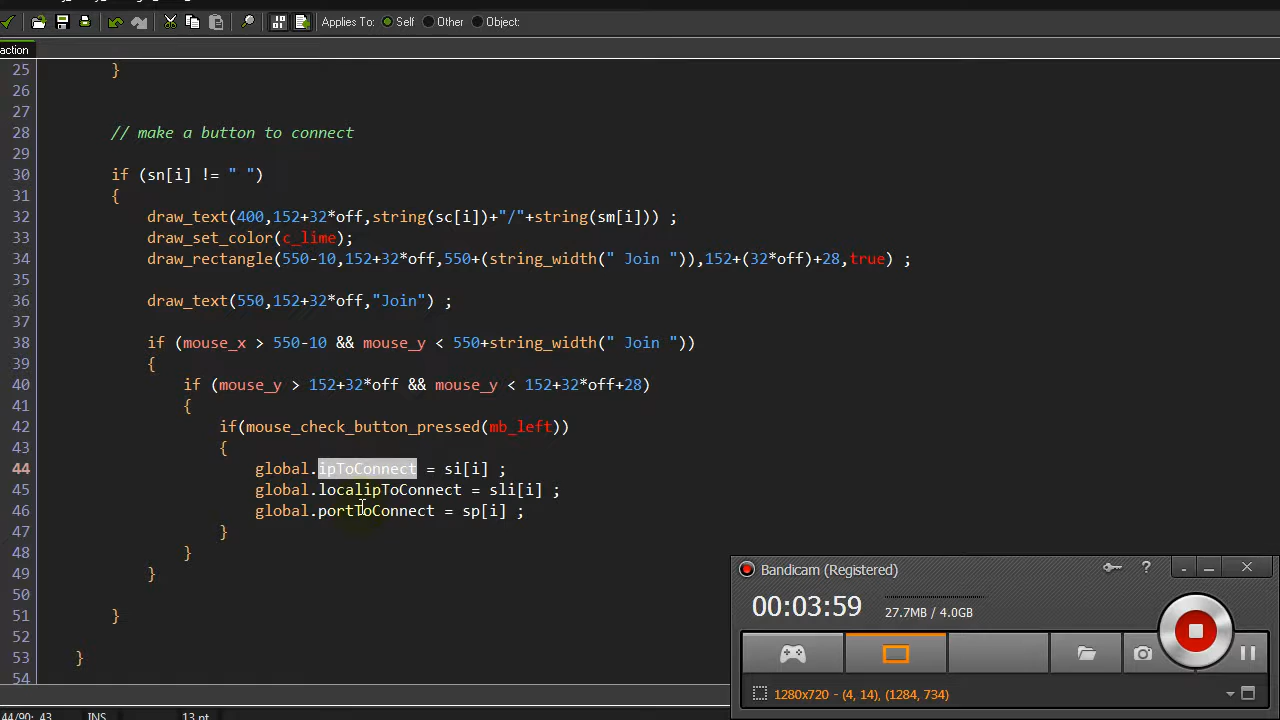 Applies To: Self Other Object:
action
25 }
26
27
28 // make a button to connect
29
30 if (sn[i] != " ")
31 {
32 draw_text(400,152+32*off,string(sc[i])+"/"+string(sm[i])) ;
33 draw_set_color(c_lime);
34 draw_rectangle(550-10,152+32*off,550+(string_width(" Join ")),152+(32*off)+28,true) ;
35
36 draw_text(550,152+32*off,"Join") ;
37
38 if (mouse_x > 550-10 && mouse_y < 550+string_width(" Join "))
39 {
40 if (mouse_y > 152+32*off && mouse_y < 152+32*off+28)
41 {
42 if(mouse_check_button_pressed(mb_left))
43 {
44 global.ipToConnect = si[i] ;
45 global.localipToConnect = sli[i] ;
46 global.portToConnect = sp[i] ;
47 }
48 }
49 }
50
51 }
52
53 }
54
Bandicam (Registered)
?
00:03:59
27.7MB / 4.0GB
1280x720 - (4, 14), (1284, 734)
44/90: 43 INS 13 pt